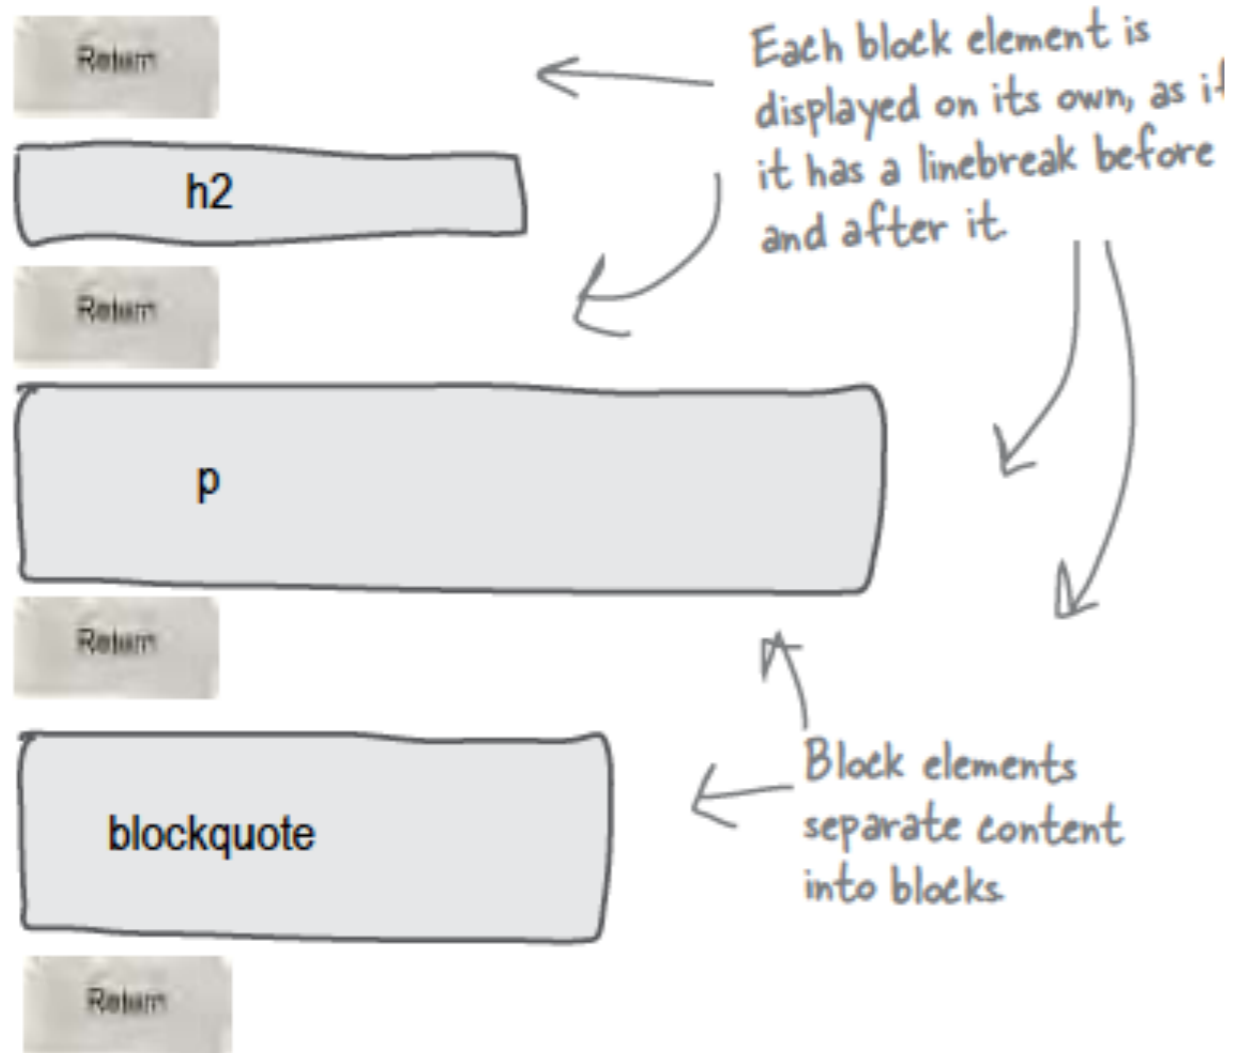 Return
Each block element is
displayed on its own, as if
it has a linebreak before
and after it.
h2
Return
p
Return
Block elements
separate content
into blocks.
blockquote
Return